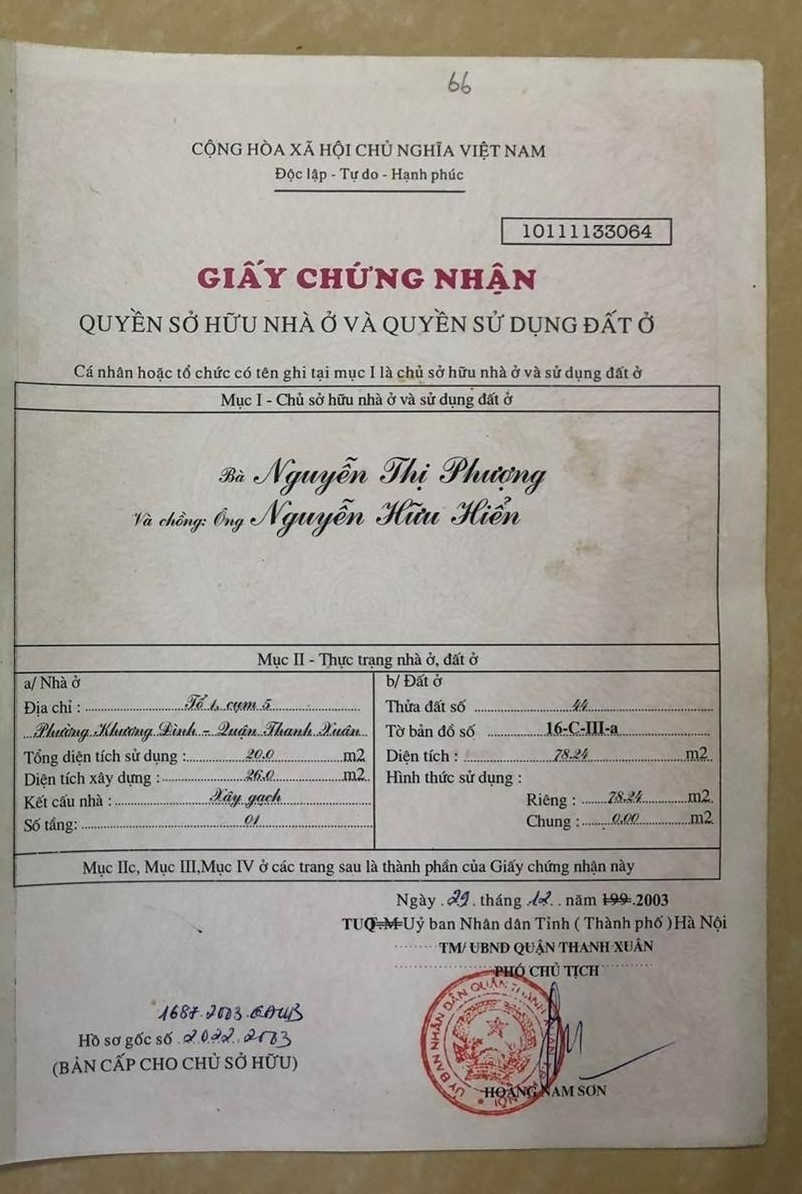 66
CỘNG HÒA XÃ HỘI CHỦ NGHĨA VIỆT NAM
Độc lập - Tự do - Hạnh phúc
10111133064
GIẤY CHỨNG NHẬN
QUYỀN SỞ HỮU NHÀ Ở VÀ QUYỀN SỬ DỤNG ĐẤT Ở
Cá nhân hoặc tổ chức có tên ghi tại mục I là chủ sở hữu nhà ở và sử dụng đất ở
Mục I - Chủ sở hữu nhà ở và sử dụng đất ở
Bà Nguyễn Thị Phượng
Và chồng: Ông Nguyễn Hữu Hiển
Mục II - Thực trạng nhà ở, đất ở
a/ Nhà ở
Địa chỉ : Tổ 1, cụm 5
Phường Khương Đình - Quận Thanh Xuân
Tổng diện tích sử dụng : 20.0 m2
Diện tích xây dựng : 26.0 m2
Kết cấu nhà : Xây gạch
Số tầng: 01
b/ Đất ở
Thửa đất số 44
Tờ bản đồ số 16-C-III-a
Diện tích : 78.24 m2
Hình thức sử dụng :
Riêng : 78.24 m2
Chung : 0.00 m2
Mục IIc, Mục III,Mục IV ở các trang sau là thành phần của Giấy chứng nhận này
Ngày 29 tháng 12 năm 199 2003
TUQ.M Uỷ ban Nhân dân Tỉnh ( Thành phố ) Hà Nội
TM/ UBND QUẬN THANH XUÂN
PHÓ CHỦ TỊCH
1687.2003
Hồ sơ gốc số 2022.2003
(BẢN CẤP CHO CHỦ SỞ HỮU)
ỦY BAN NHÂN DÂN QUẬN THANH
HOÀNG NAM SƠN